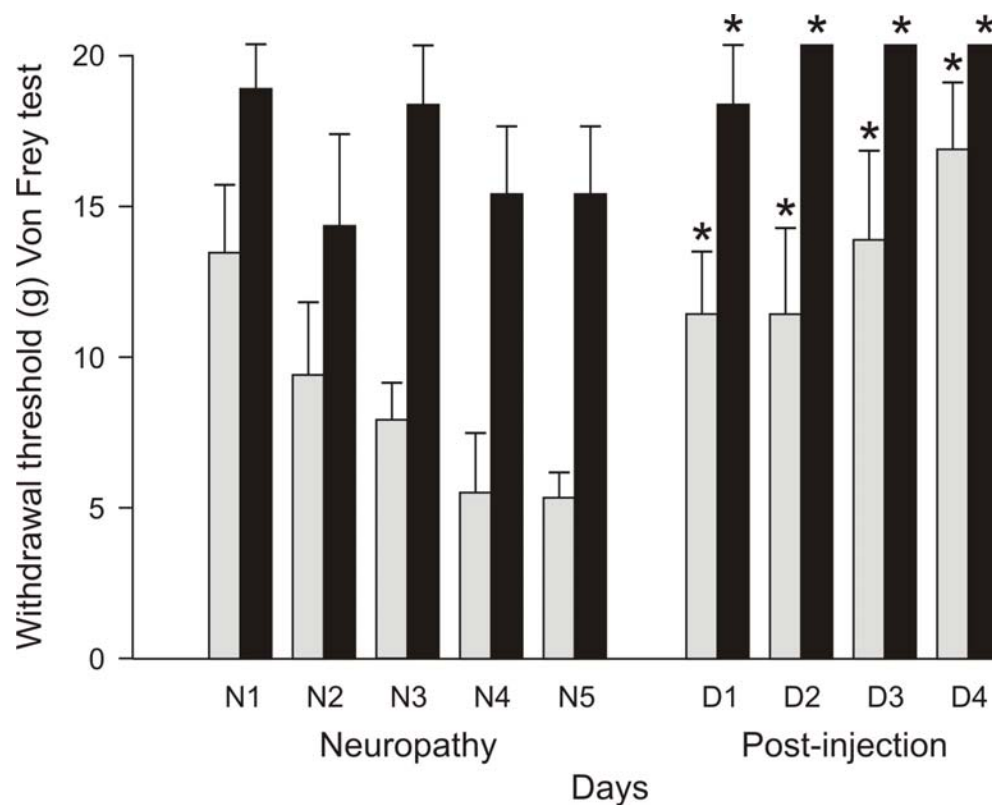 Withdrawal threshold (g) Von Frey test
20
15
10
5
0
* * * *
* * * *
N1 N2 N3 N4 N5 D1 D2 D3 D4
Neuropathy Post-injection
Days